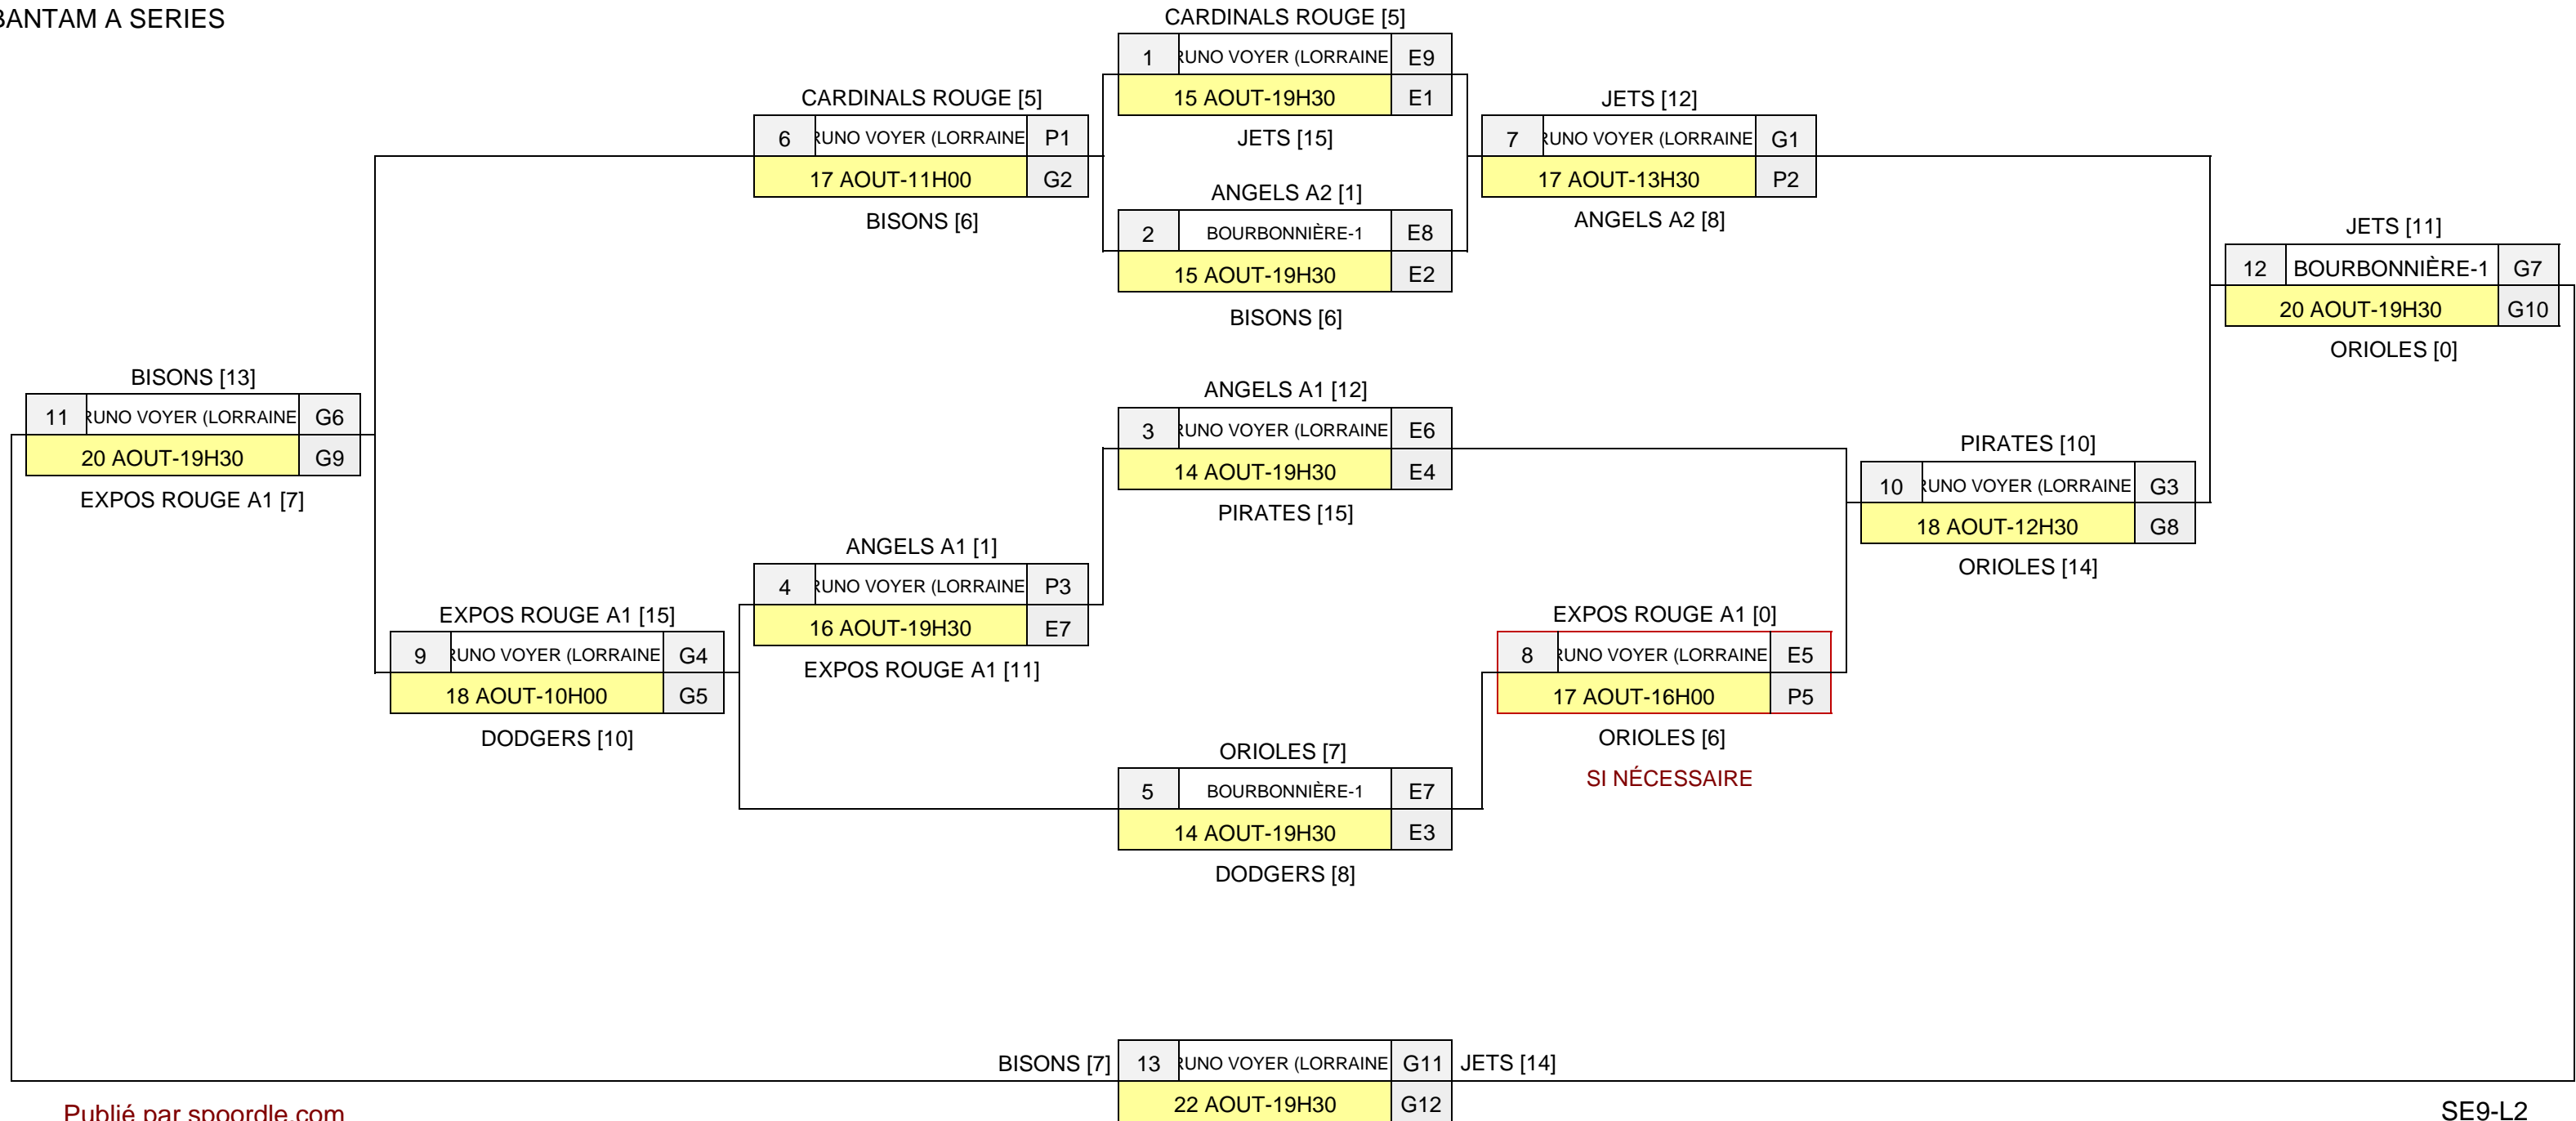 BANTAM A SERIES
CARDINALS ROUGE [5]
1 RUNO VOYER (LORRAINE E9
15 AOUT-19H30 E1
JETS [15]
CARDINALS ROUGE [5]
6 RUNO VOYER (LORRAINE P1
17 AOUT-11H00 G2
BISONS [6]
JETS [12]
7 RUNO VOYER (LORRAINE G1
17 AOUT-13H30 P2
ANGELS A2 [8]
ANGELS A2 [1]
2 BOURBONNIÈRE-1 E8
15 AOUT-19H30 E2
BISONS [6]
JETS [11]
12 BOURBONNIÈRE-1 G7
20 AOUT-19H30 G10
ORIOLES [0]
BISONS [13]
11 RUNO VOYER (LORRAINE G6
20 AOUT-19H30 G9
EXPOS ROUGE A1 [7]
ANGELS A1 [12]
3 RUNO VOYER (LORRAINE E6
14 AOUT-19H30 E4
PIRATES [15]
PIRATES [10]
10 RUNO VOYER (LORRAINE G3
18 AOUT-12H30 G8
ORIOLES [14]
ANGELS A1 [1]
4 RUNO VOYER (LORRAINE P3
16 AOUT-19H30 E7
EXPOS ROUGE A1 [11]
EXPOS ROUGE A1 [15]
9 RUNO VOYER (LORRAINE G4
18 AOUT-10H00 G5
DODGERS [10]
EXPOS ROUGE A1 [0]
8 RUNO VOYER (LORRAINE E5
17 AOUT-16H00 P5
ORIOLES [6]
SI NÉCESSAIRE
ORIOLES [7]
5 BOURBONNIÈRE-1 E7
14 AOUT-19H30 E3
DODGERS [8]
BISONS [7] 13 RUNO VOYER (LORRAINE G11 JETS [14]
22 AOUT-19H30 G12
Publié par spoordle.com
SE9-L2